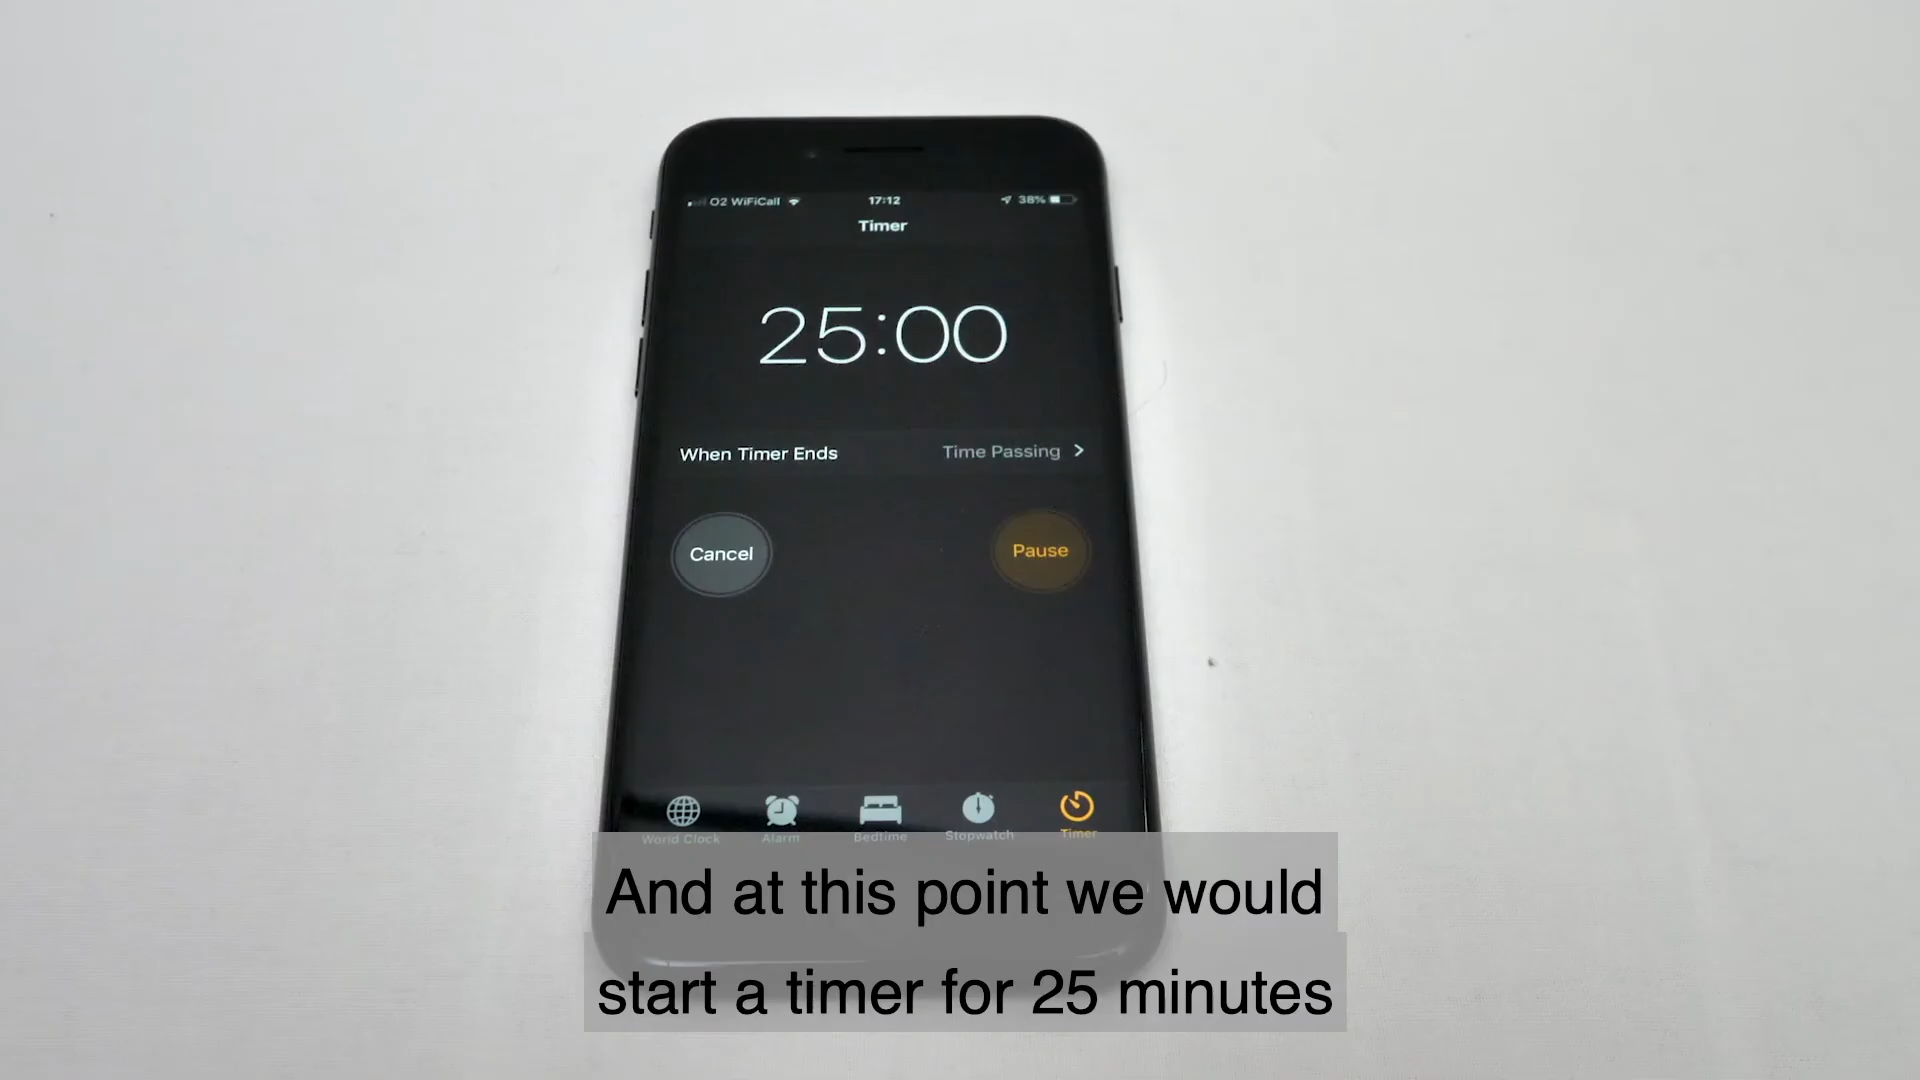 O2 WiFiCall 17:12 38%
Timer
25:00
When Timer Ends Time Passing
Cancel Pause
World Clock Alarm Bedtime Stopwatch Timer
And at this point we would
start a timer for 25 minutes